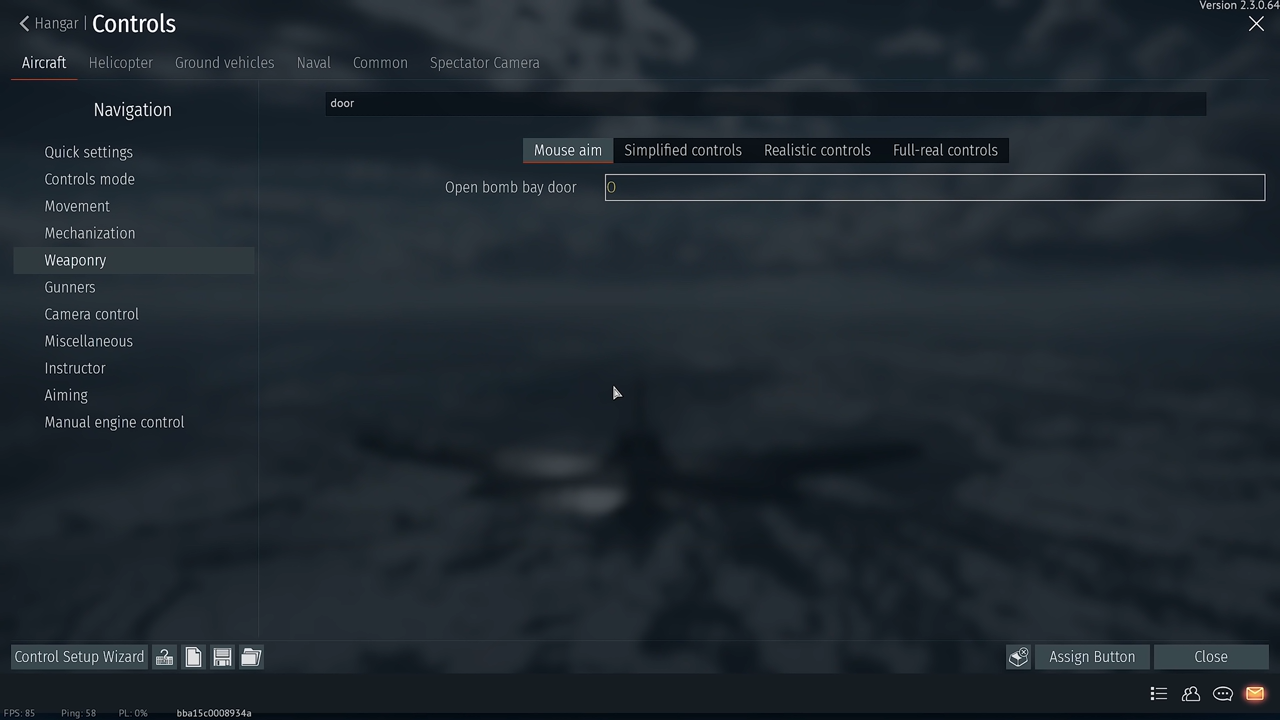 Version 2.3.0.64
Hangar | Controls
Aircraft Helicopter Ground vehicles Naval Common Spectator Camera
Navigation
Quick settings
Controls mode
Movement
Mechanization
Weaponry
Gunners
Camera control
Miscellaneous
Instructor
Aiming
Manual engine control
door
Mouse aim Simplified controls Realistic controls Full-real controls
Open bomb bay door O
Control Setup Wizard
Assign Button
Close
FPS: 85 Ping: 58 PL: 0% bba15c0008934a